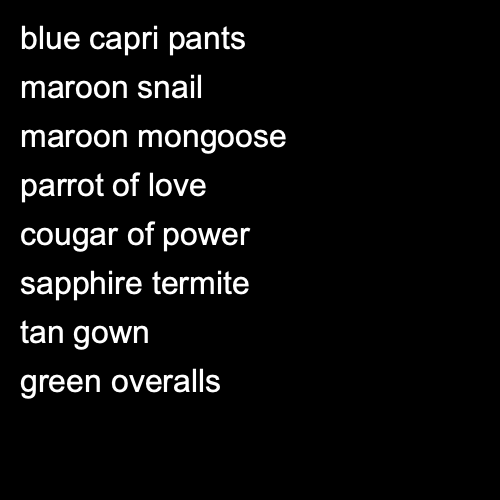 blue capri pants
maroon snail
maroon mongoose
parrot of love
cougar of power
sapphire termite
tan gown
green overalls